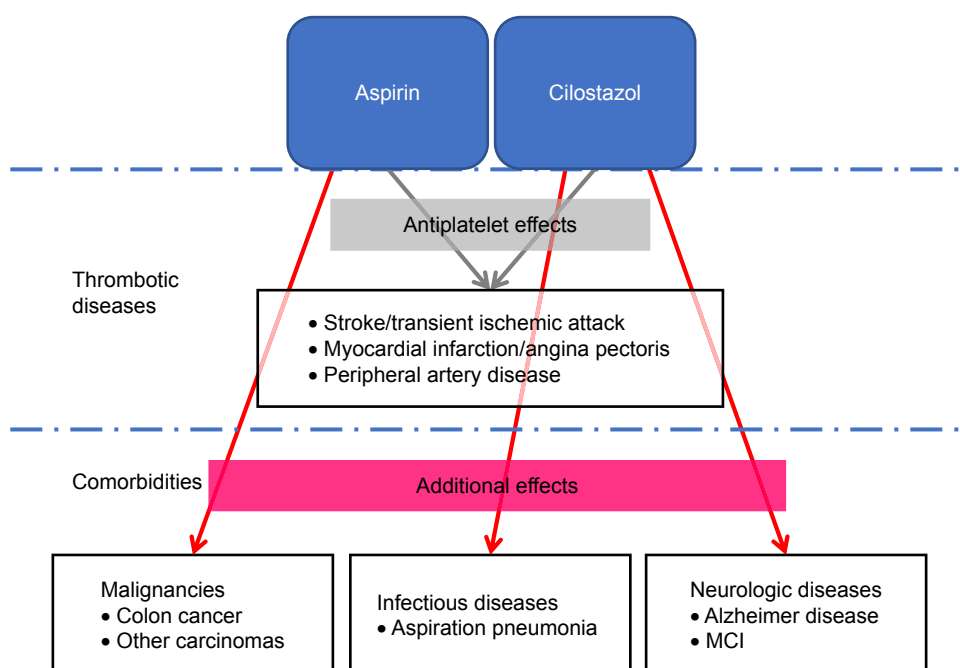 Aspirin
Cilostazol
Antiplatelet effects
Thrombotic
diseases
• Stroke/transient ischemic attack
• Myocardial infarction/angina pectoris
• Peripheral artery disease
Comorbidities
Additional effects
Malignancies
• Colon cancer
• Other carcinomas
Infectious diseases
• Aspiration pneumonia
Neurologic diseases
• Alzheimer disease
• MCI